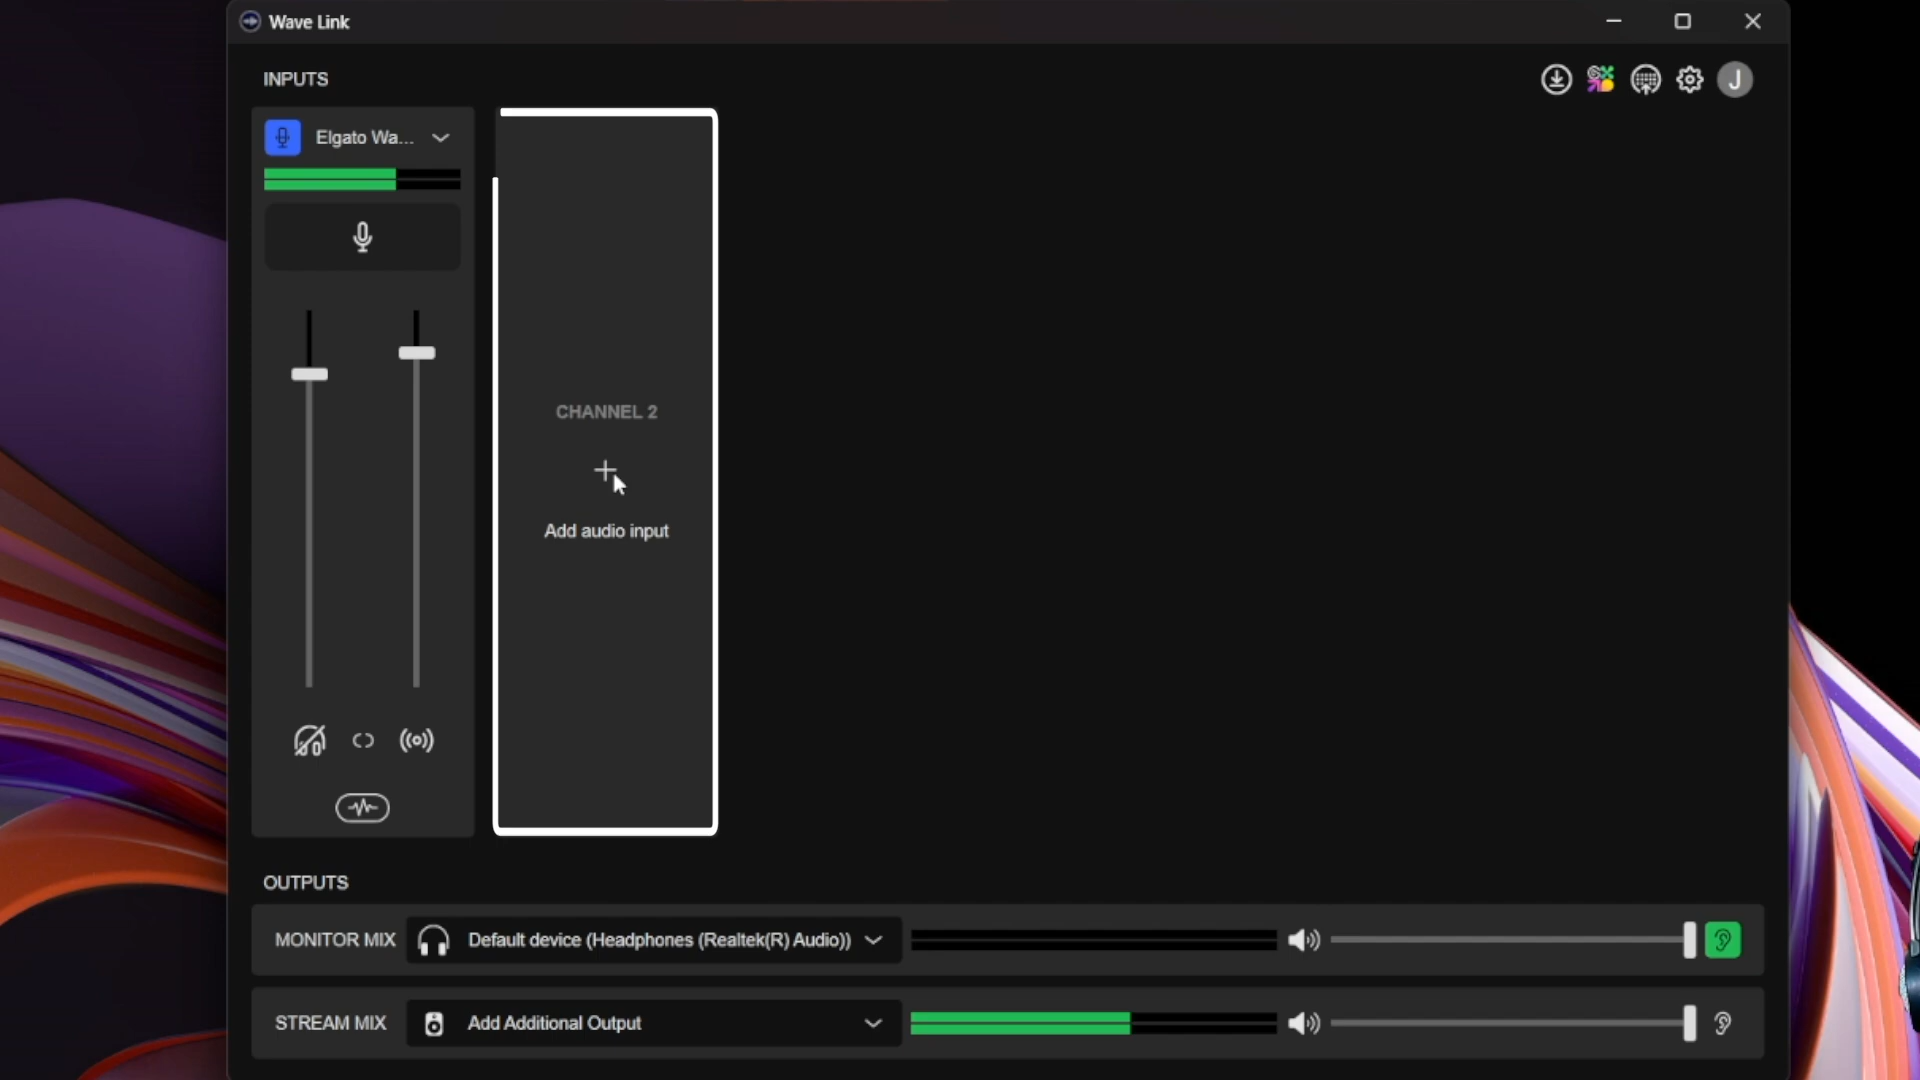 Wave Link
INPUTS
J
Elgato Wa...
CHANNEL 2
Add audio input
OUTPUTS
MONITOR MIX
Default device (Headphones (Realtek(R) Audio))
STREAM MIX
Add Additional Output